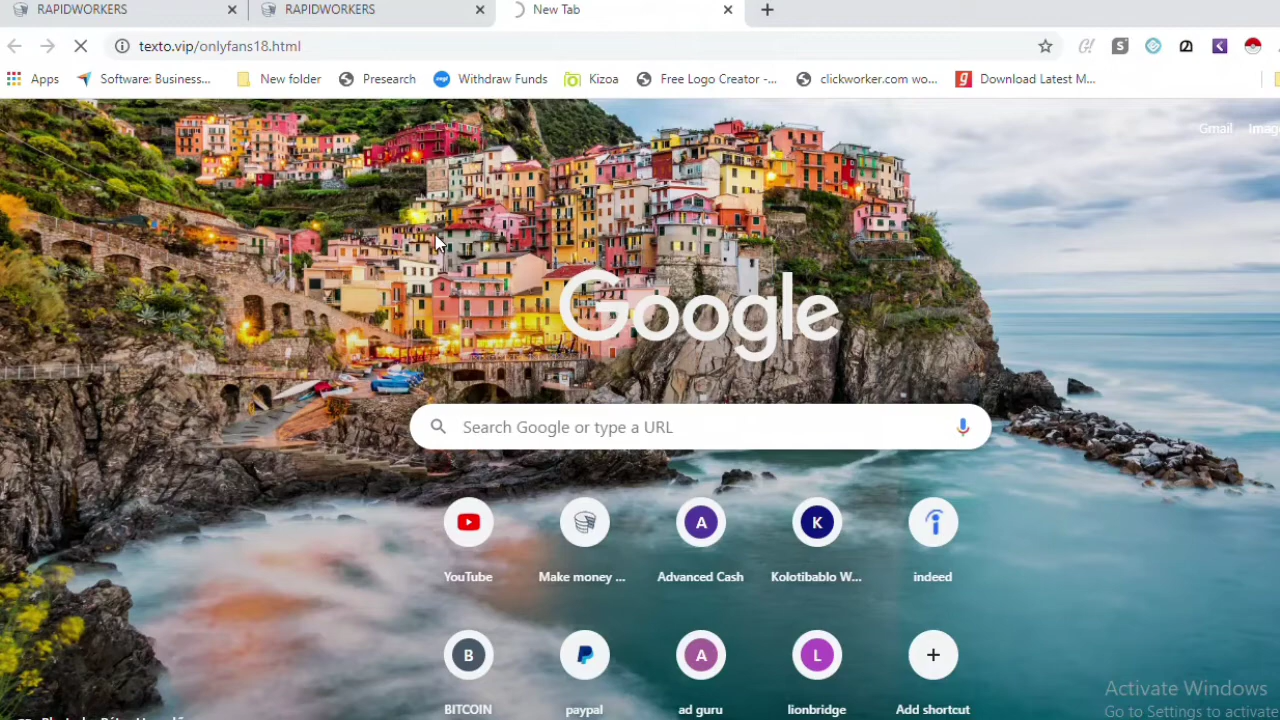 RAPIDWORKERS
RAPIDWORKERS
New Tab
texto.vip/onlyfans18.html
Apps
Software: Business...
New folder
Presearch
Withdraw Funds
Kizoa
Free Logo Creator -...
clickworker.com wo...
Download Latest M...
Gmail
Google
Search Google or type a URL
A
K
YouTube
Make money ...
Advanced Cash
Kolotibablo W...
indeed
B
A
L
BITCOIN
paypal
ad guru
lionbridge
Add shortcut
Activate Windows
Go to Settings to activate